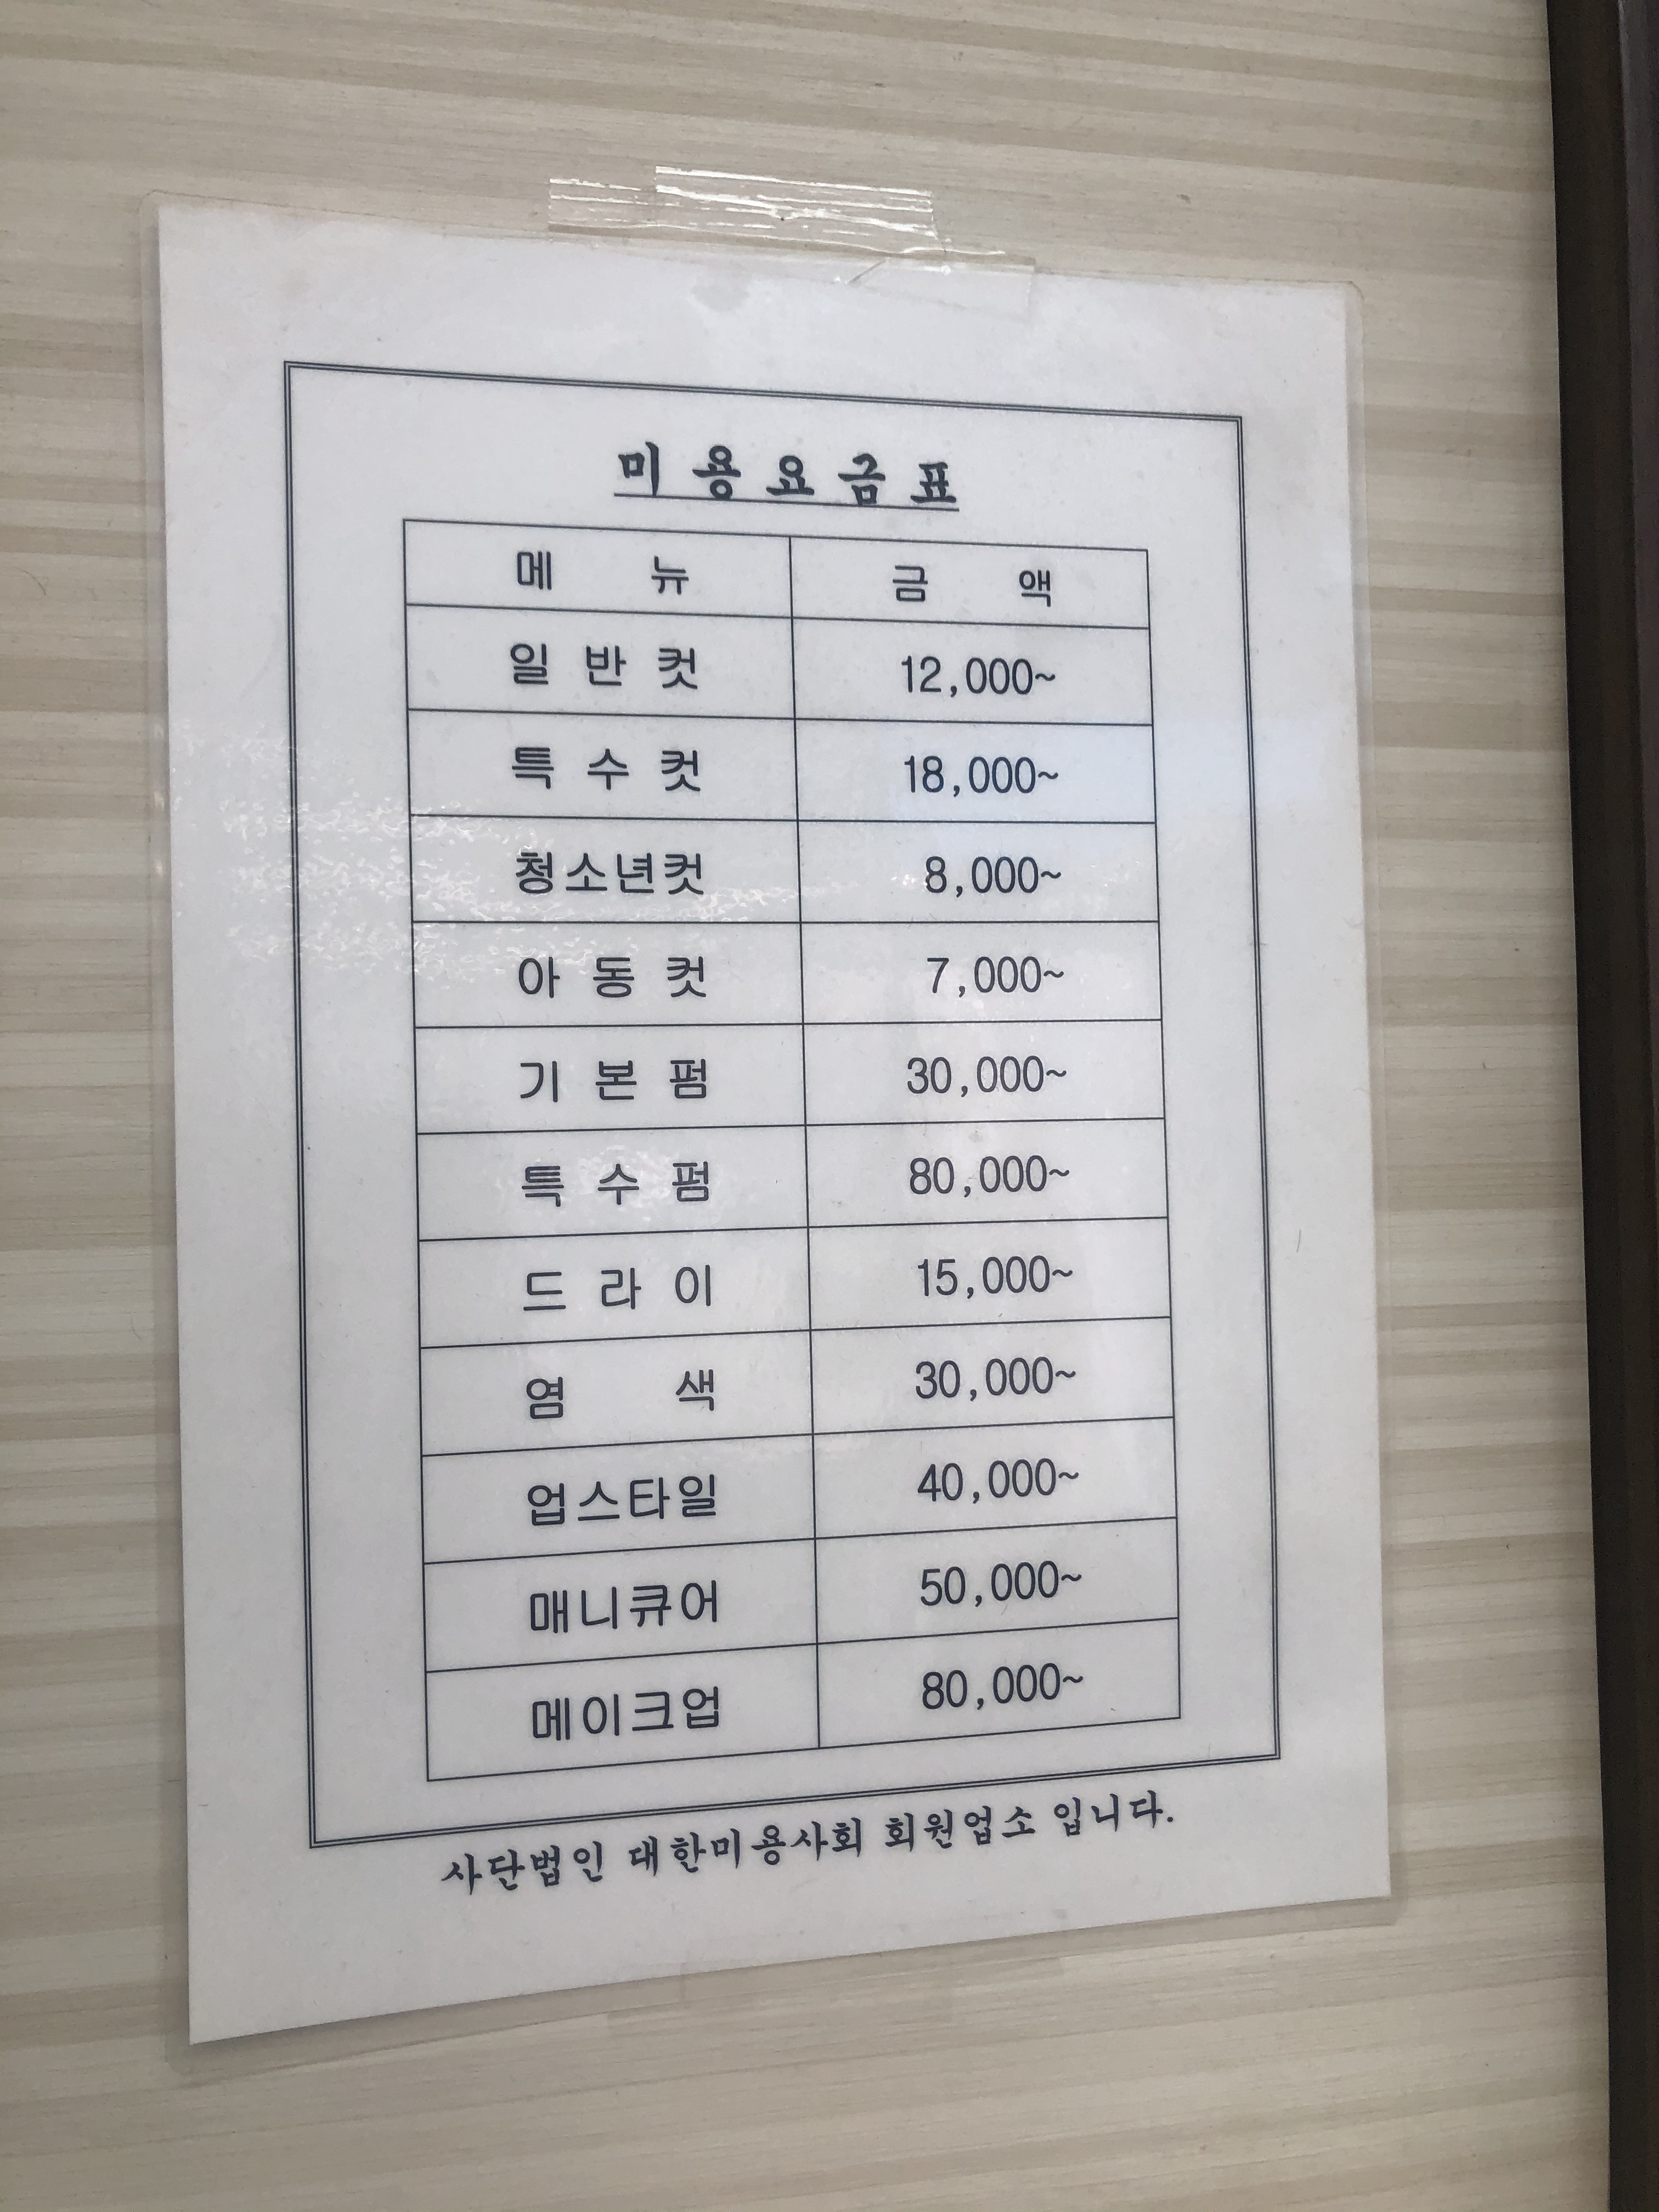 미용요금표
메 뉴 금 액
일 반 컷 12,000~
특 수 컷 18,000~
청소년컷 8,000~
아 동 컷 7,000~
기 본 펌 30,000~
특 수 펌 80,000~
드 라 이 15,000~
염 색 30,000~
업스타일 40,000~
매니큐어 50,000~
메이크업 80,000~
사단법인 대한미용사회 회원업소 입니다.